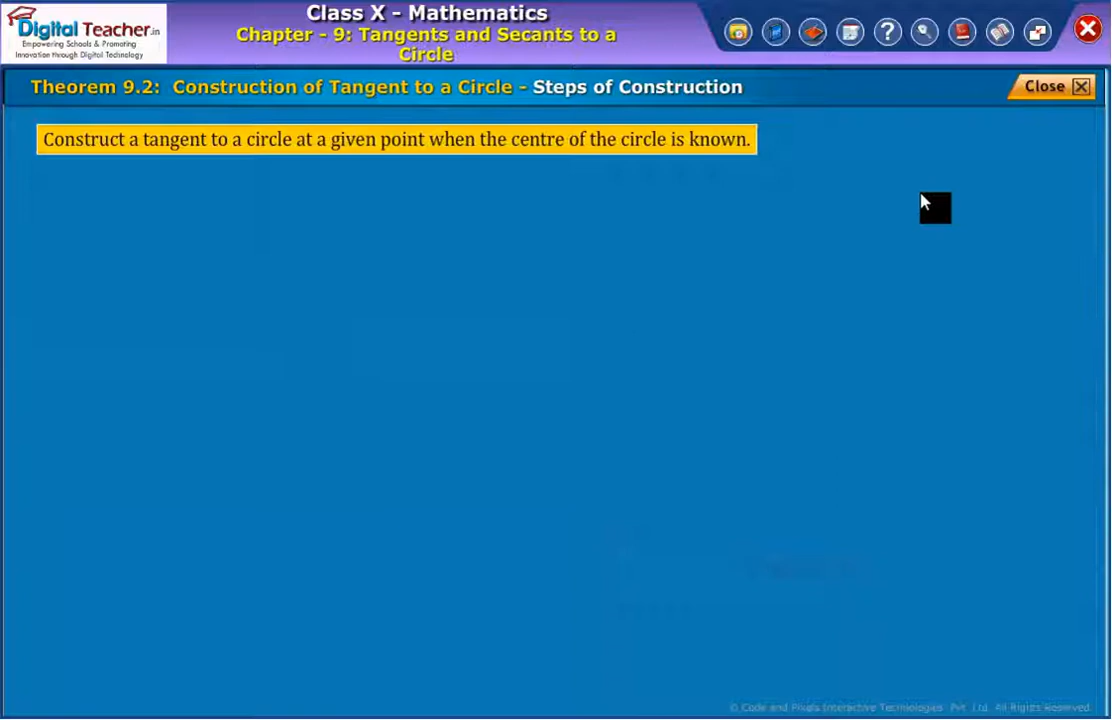 Digital Teacher.in
Empowering Schools & Promoting
Innovation through Digital Technology
Class X - Mathematics
Chapter - 9: Tangents and Secants to a
Circle
Theorem 9.2: Construction of Tangent to a Circle - Steps of Construction
Close
Construct a tangent to a circle at a given point when the centre of the circle is known.
© Code and Pixels Interactive Technologies Pvt. Ltd. All Rights Reserved.